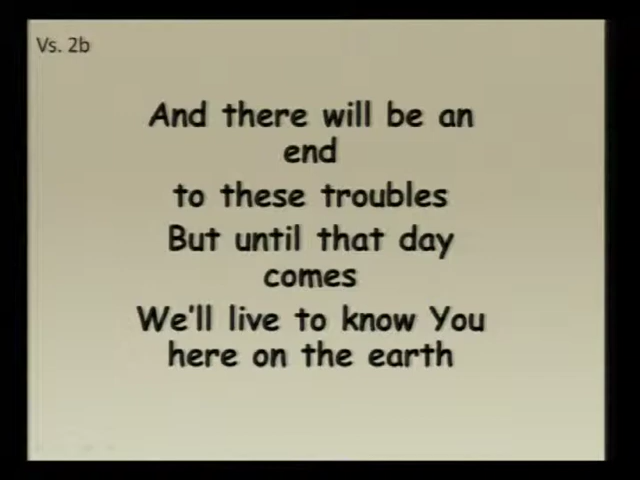 Vs. 2b
And there will be an
end
to these troubles
But until that day
comes
We'll live to know You
here on the earth